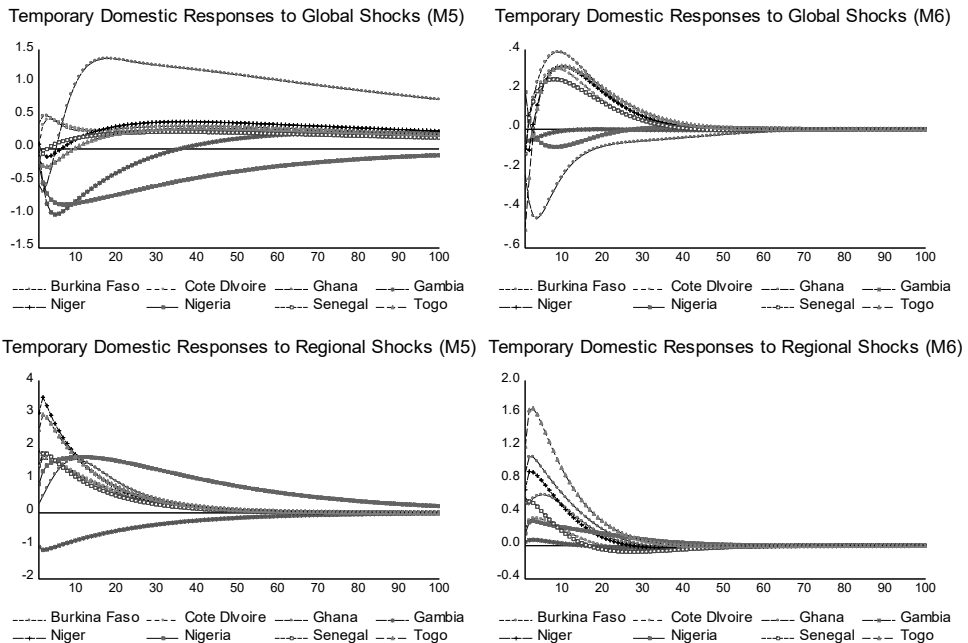 Temporary Domestic Responses to Global Shocks (M5)
1.5
1.0
0.5
0.0
-0.5
-1.0
-1.5
10 20 30 40 50 60 70 80 90 100
Burkina Faso Cote DIvoire Ghana Gambia
Niger Nigeria Senegal Togo
Temporary Domestic Responses to Global Shocks (M6)
.4
.2
.0
-.2
-.4
-.6
10 20 30 40 50 60 70 80 90 100
Burkina Faso Cote DIvoire Ghana Gambia
Niger Nigeria Senegal Togo
Temporary Domestic Responses to Regional Shocks (M5)
4
3
2
1
0
-1
-2
10 20 30 40 50 60 70 80 90 100
Burkina Faso Cote DIvoire Ghana Gambia
Niger Nigeria Senegal Togo
Temporary Domestic Responses to Regional Shocks (M6)
2.0
1.6
1.2
0.8
0.4
0.0
-0.4
10 20 30 40 50 60 70 80 90 100
Burkina Faso Cote DIvoire Ghana Gambia
Niger Nigeria Senegal Togo